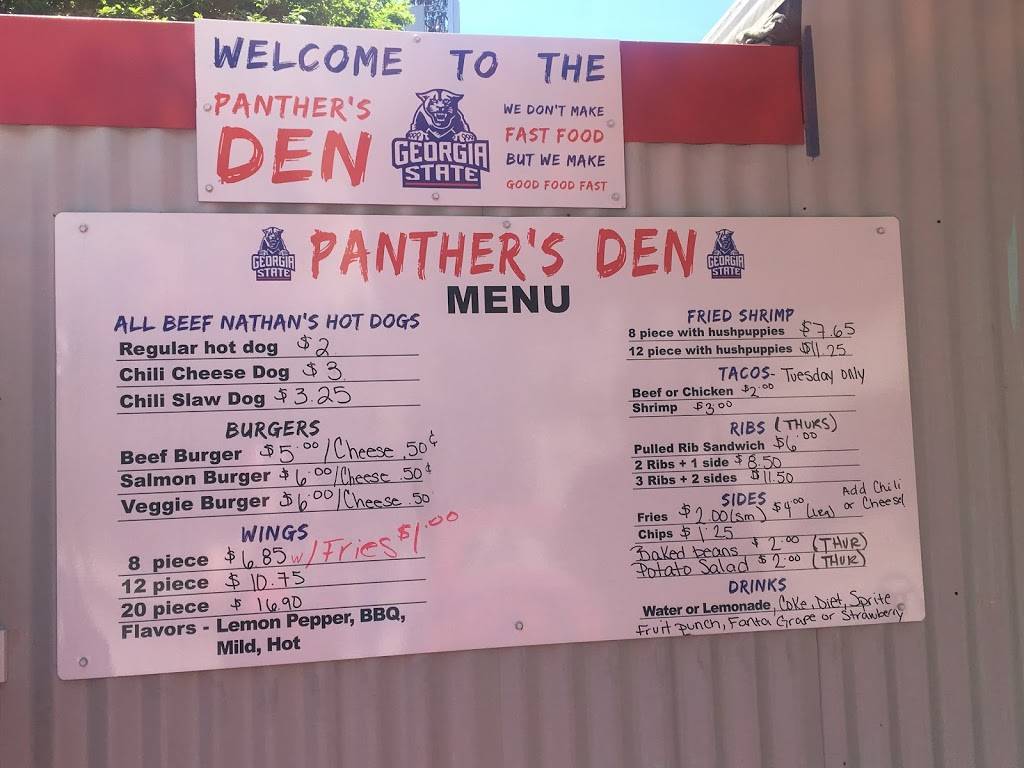 WELCOME TO THE
PANTHER'S
DEN
GEORGIA
STATE
WE DON'T MAKE
FAST FOOD
BUT WE MAKE
GOOD FOOD FAST
GEORGIA
STATE
PANTHER'S DEN
GEORGIA
STATE
MENU
ALL BEEF NATHAN'S HOT DOGS
Regular hot dog $2
Chili Cheese Dog $3
Chili Slaw Dog $3.25
BURGERS
Beef Burger $5.00/Cheese .50¢
Salmon Burger $6.00/Cheese .50¢
Veggie Burger $6.00/Cheese .50
WINGS
8 piece $6.85 w/Fries $1.00
12 piece $10.75
20 piece $16.90
Flavors - Lemon Pepper, BBQ,
Mild, Hot
FRIED SHRIMP
8 piece with hushpuppies $7.65
12 piece with hushpuppies $11.25
TACOS- Tuesday only
Beef or Chicken $2.00
Shrimp $3.00
RIBS (THURS)
Pulled Rib Sandwich $6.00
2 Ribs + 1 side $8.50
3 Ribs + 2 sides $11.50
SIDES
Fries $2.00(sm) $4.00 (Leg) Add Chili or Cheese
Chips $1.25
Baked beans $2.00 (THUR)
Potato Salad $2.00 (THUR)
DRINKS
Water or Lemonade, Coke, Diet, Sprite
Fruit punch, Fanta Grape or Strawberry